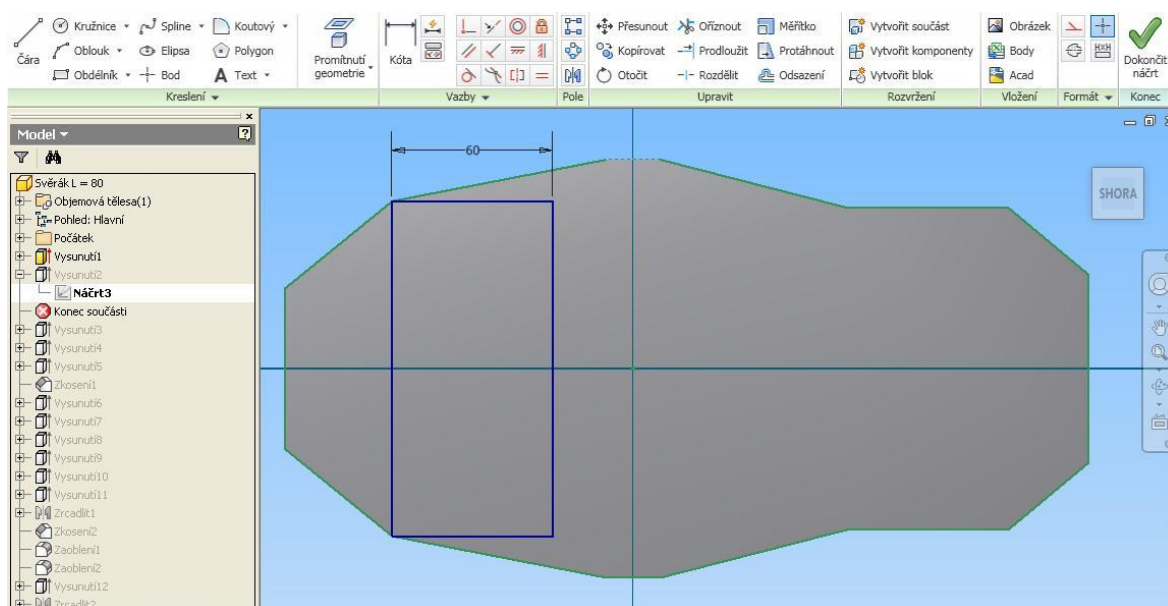 Čára
Kružnice
Spline
Koutový
Oblouk
Elipsa
Polygon
Obdélník
Bod
Text
Kreslení
Promítnutí
geometrie
Kóta
Vazby
Pole
Přesunout
Oříznout
Měřítko
Kopírovat
Prodloužit
Protáhnout
Otočit
Rozdělit
Odsazení
Upravit
Vytvořit součást
Vytvořit komponenty
Vytvořit blok
Rozvržení
Obrázek
Body
Acad
Vložení
Formát
Dokončit
náčrt
Konec
Model
Svěrák L = 80
Objemová tělesa(1)
Pohled: Hlavní
Počátek
Vysunutí1
Vysunutí2
Náčrt3
Konec součásti
Vysunutí3
Vysunutí4
Vysunutí5
Zkosení1
Vysunutí6
Vysunutí7
Vysunutí8
Vysunutí9
Vysunutí10
Vysunutí11
Zrcadlit1
Zkosení2
Zaoblení1
Zaoblení2
Vysunutí12
Zrcadlit2
60
SHORA